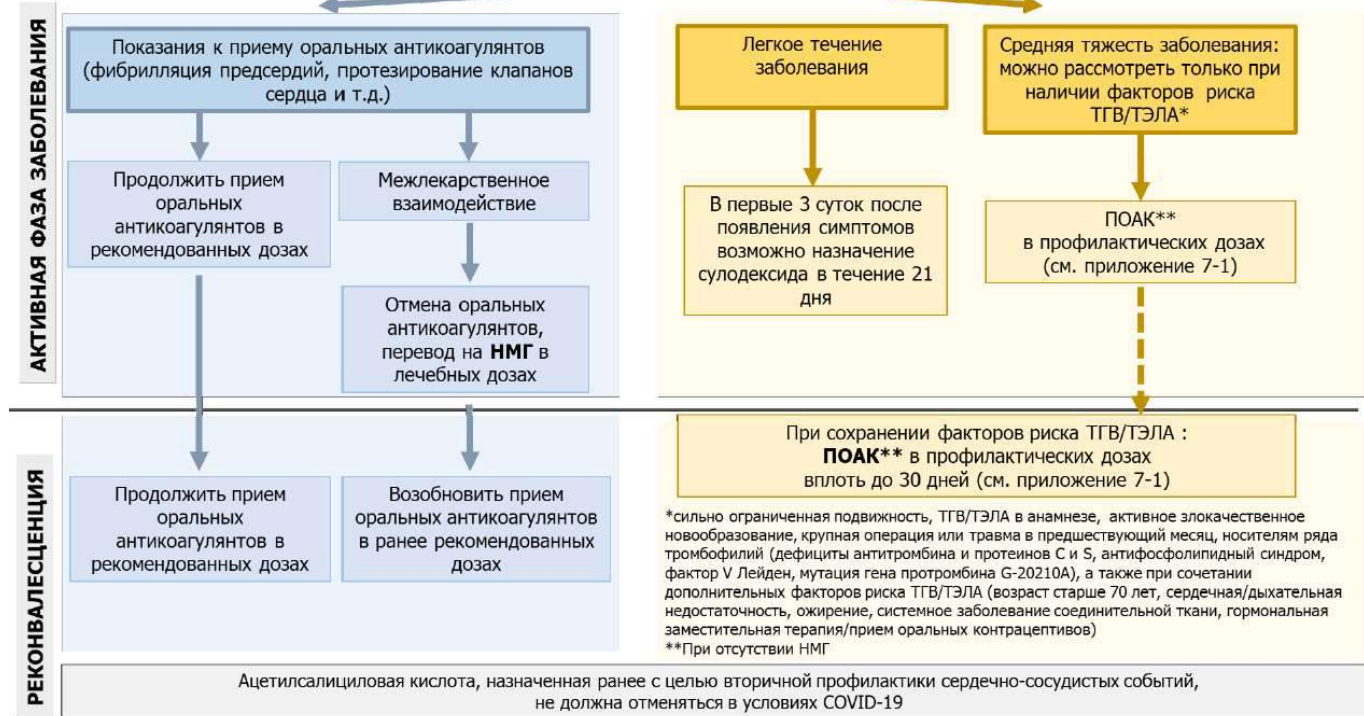 АКТИВНАЯ ФАЗА ЗАБОЛЕВАНИЯ
Показания к приему оральных антикоагулянтов
(фибрилляция предсердий, протезирование клапанов
сердца и т.д.)
Продолжить прием
оральных
антикоагулянтов в
рекомендованных дозах
Межлекарственное
взаимодействие
Отмена оральных
антикоагулянтов,
перевод на НМГ в
лечебных дозах
Легкое течение
заболевания
В первые 3 суток после
появления симптомов
возможно назначение
сулодексида в течение 21
дня
Средняя тяжесть заболевания:
можно рассмотреть только при
наличии факторов риска
ТГВ/ТЭЛА*
ПОАК**
в профилактических дозах
(см. приложение 7-1)
РЕКОНВАЛЕСЦЕНЦИЯ
Продолжить прием
оральных
антикоагулянтов в
рекомендованных дозах
Возобновить прием
оральных антикоагулянтов
в ранее рекомендованных
дозах
При сохранении факторов риска ТГВ/ТЭЛА :
ПОАК** в профилактических дозах
вплоть до 30 дней (см. приложение 7-1)
*сильно ограниченная подвижность, ТГВ/ТЭЛА в анамнезе, активное злокачественное
новообразование, крупная операция или травма в предшествующий месяц, носителям ряда
тромбофилий (дефициты антитромбина и протеинов С и S, антифосфолипидный синдром,
фактор V Лейден, мутация гена протромбина G-20210A), а также при сочетании
дополнительных факторов риска ТГВ/ТЭЛА (возраст старше 70 лет, сердечная/дыхательная
недостаточность, ожирение, системное заболевание соединительной ткани, гормональная
заместительная терапия/прием оральных контрацептивов)
**При отсутствии НМГ
Ацетилсалициловая кислота, назначенная ранее с целью вторичной профилактики сердечно-сосудистых событий,
не должна отменяться в условиях COVID-19